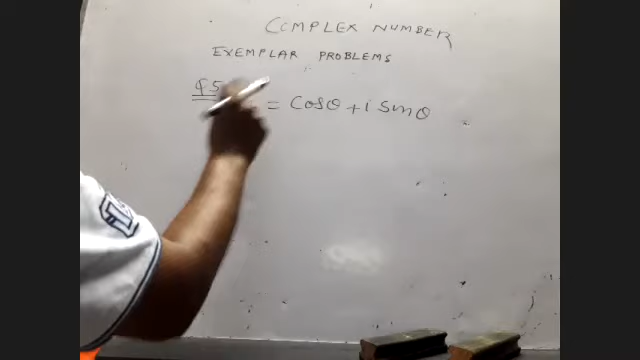 COMPLEX NUMBER
EXEMPLAR PROBLEMS
= cosθ + i sinθ